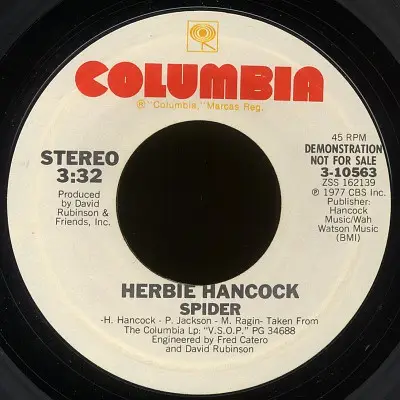 COLUMBIA
® "Columbia," Marcas Reg.
STEREO
3:32
Produced by
David
Rubinson &
Friends, Inc.
45 RPM
DEMONSTRATION
NOT FOR SALE
3-10563
ZSS 162139
℗ 1977 CBS Inc.
Publisher:
Hancock
Music/Wah
Watson Music
(BMI)
HERBIE HANCOCK
SPIDER
-H. Hancock - P. Jackson - M. Ragin- Taken From
The Columbia Lp: "V.S.O.P." PG 34688
Engineered by Fred Catero
and David Rubinson